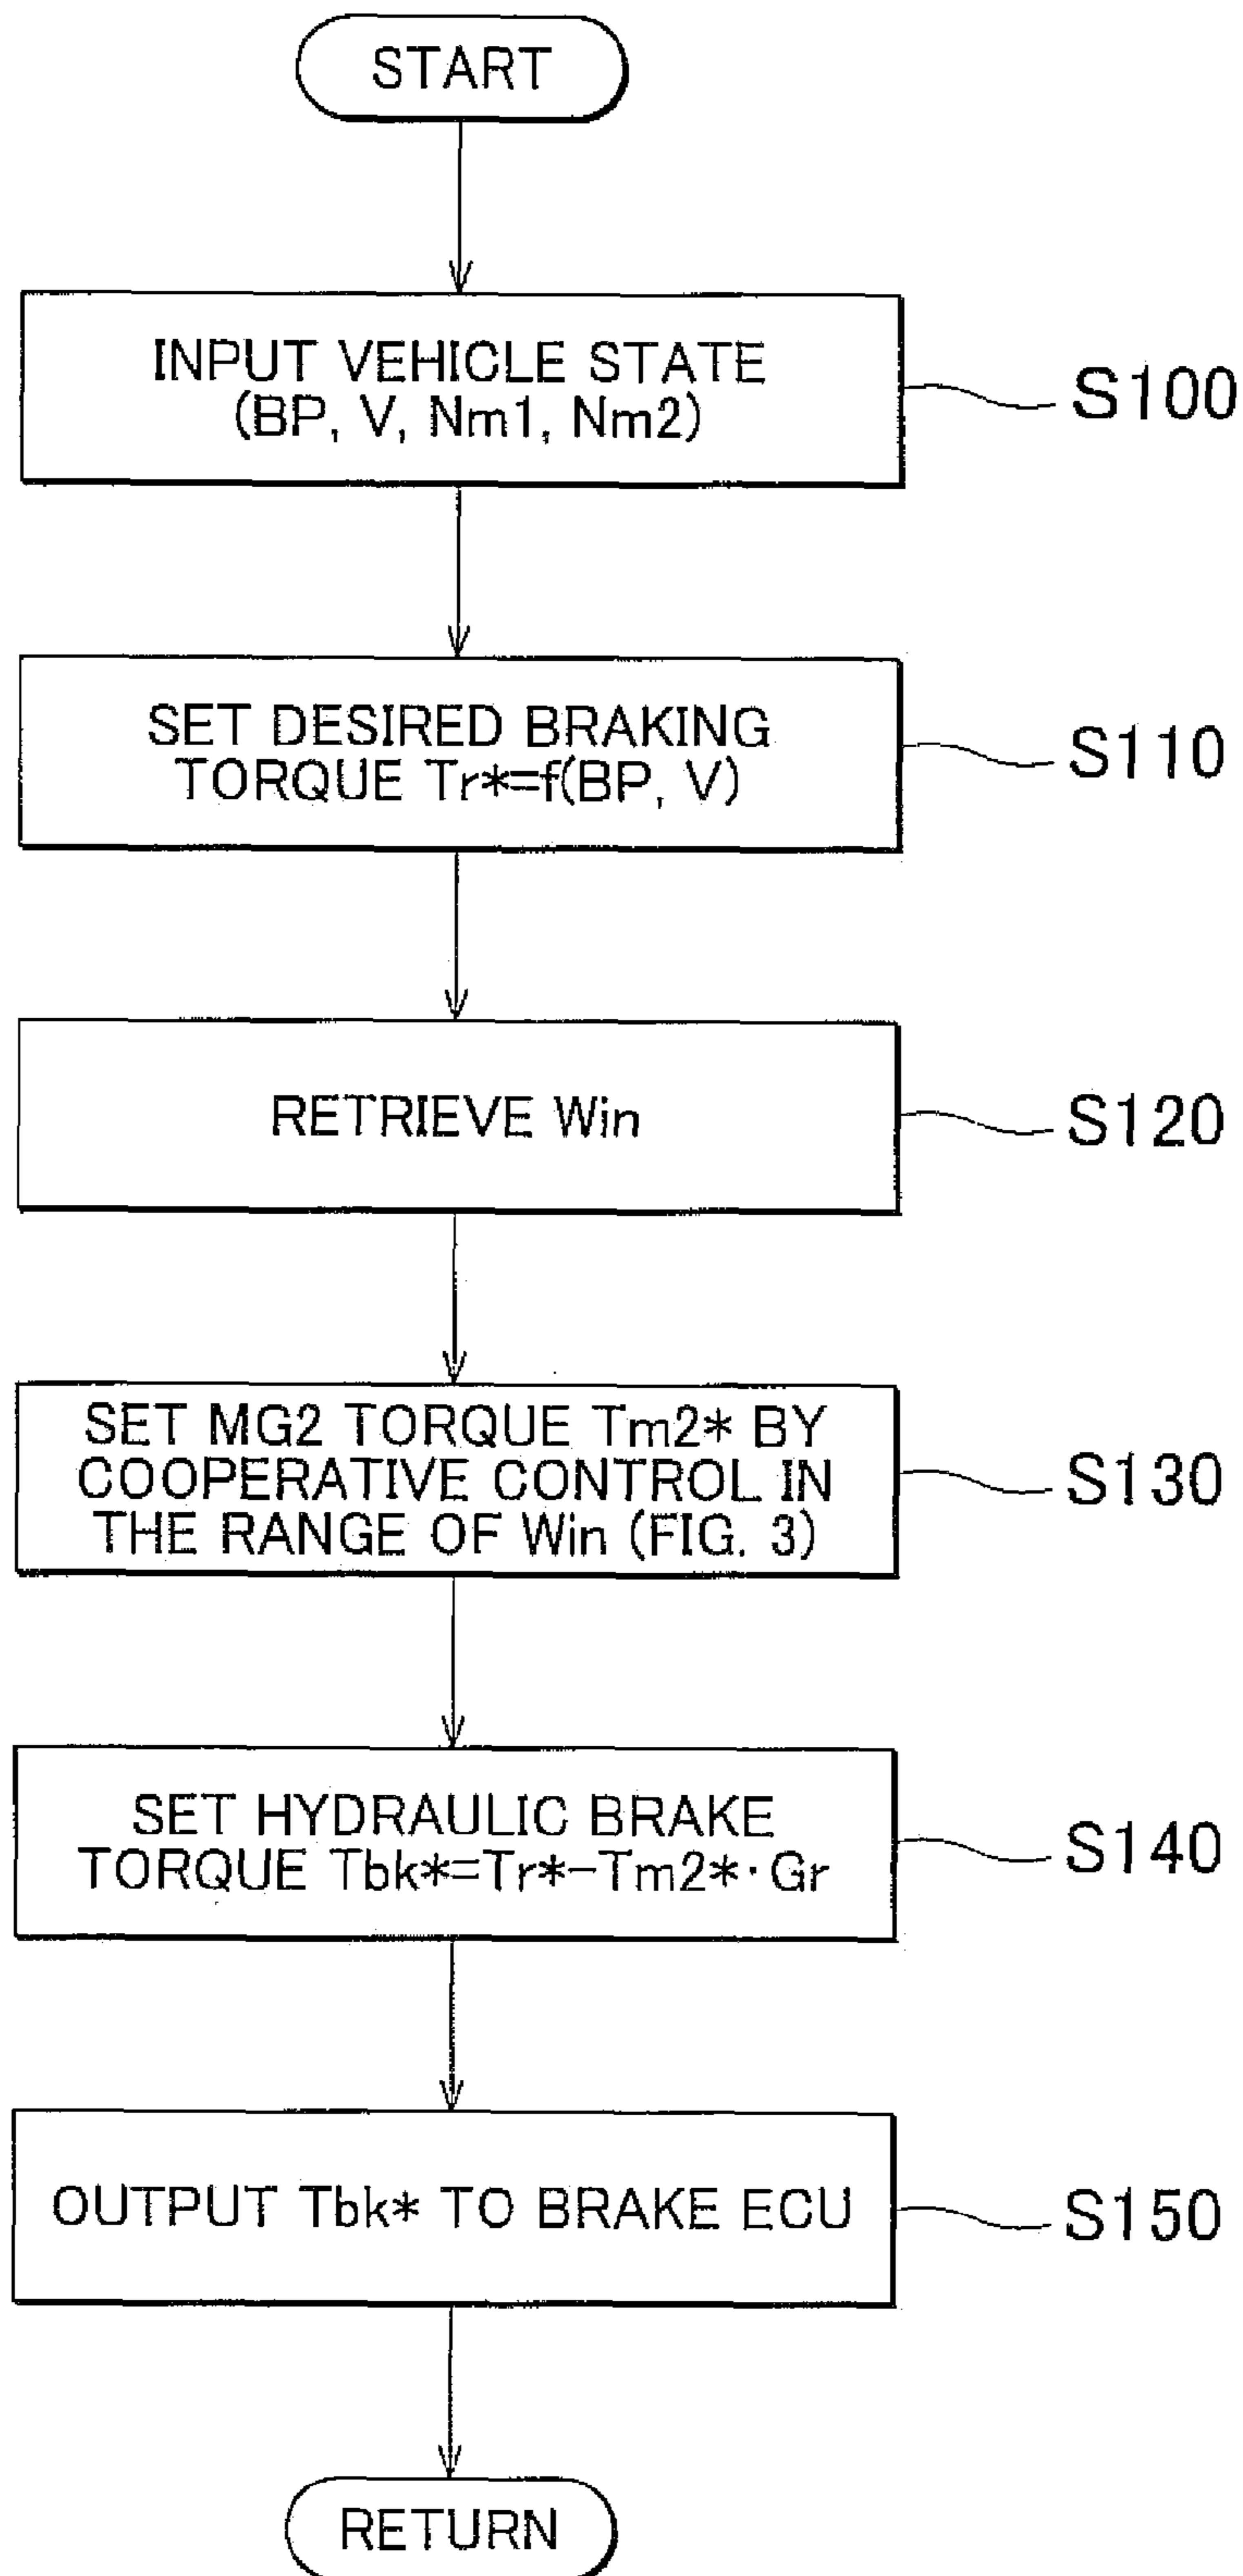 START
INPUT VEHICLE STATE
(BP, V, Nm1, Nm2)
S100
SET DESIRED BRAKING
TORQUE Tr*=f(BP, V)
S110
RETRIEVE Win
S120
SET MG2 TORQUE Tm2* BY
COOPERATIVE CONTROL IN
THE RANGE OF Win (FIG. 3)
S130
SET HYDRAULIC BRAKE
TORQUE Tbk*=Tr*-Tm2*·Gr
S140
OUTPUT Tbk* TO BRAKE ECU
S150
RETURN